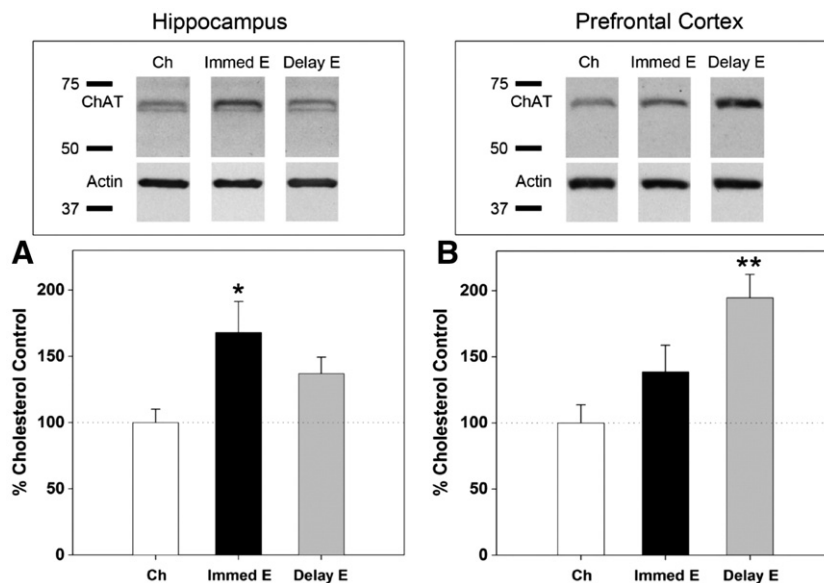 Hippocampus
Prefrontal Cortex
Ch Immed E Delay E
75
ChAT
50
Actin
37
Ch Immed E Delay E
75
ChAT
50
Actin
37
A
% Cholesterol Control
200
150
100
50
0
*
Ch Immed E Delay E
B
% Cholesterol Control
200
150
100
50
0
**
Ch Immed E Delay E